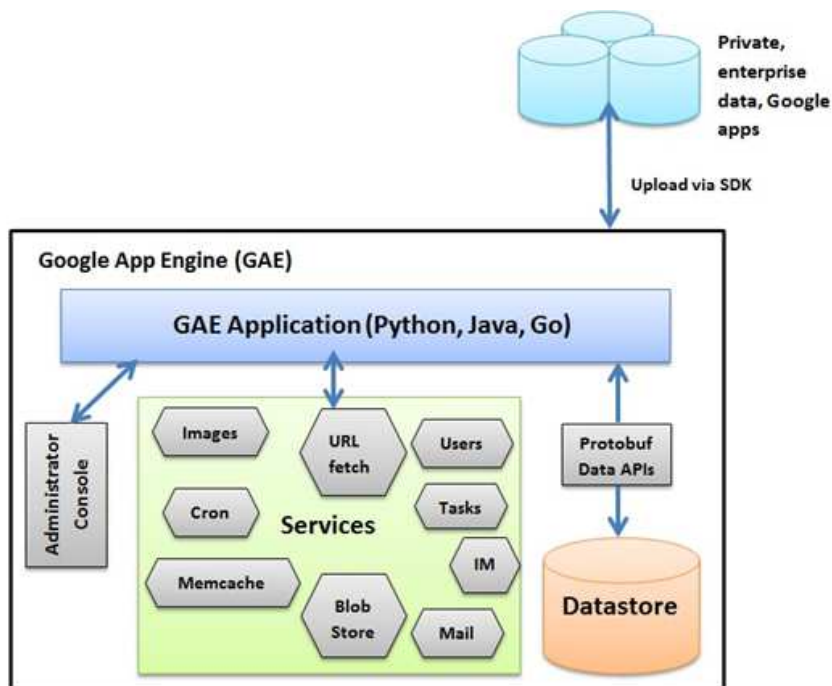 Private,
enterprise
data, Google
apps
Upload via SDK
Google App Engine (GAE)
GAE Application (Python, Java, Go)
Administrator
Console
Images
URL
fetch
Users
Cron
Services
Tasks
Memcache
IM
Blob
Store
Mail
Protobuf
Data APIs
Datastore